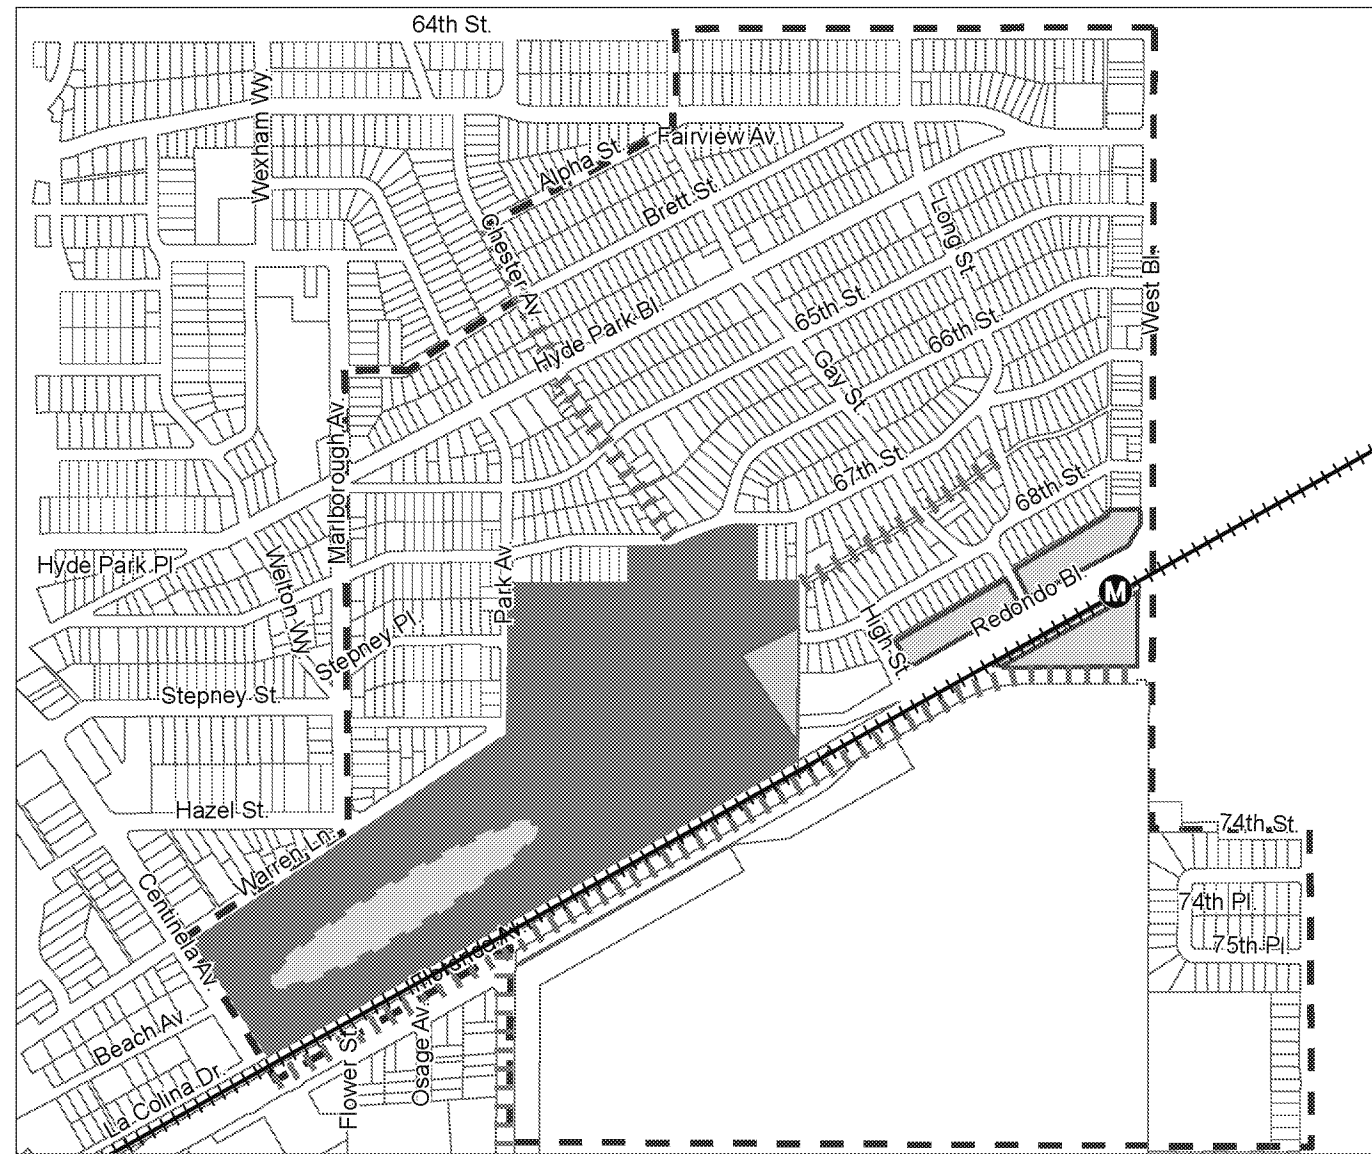 64th St.
Wexham Wy
Fairview Av.
Alpha St.
Brett St.
Chester Av
Long St.
West Bl.
Hyde Park Bl.
65th St.
66th St.
Gay St.
Marlborough Av.
67th St.
68th St.
Hyde Park Pl.
Welton Wy
Park Av.
Redondo Bl.
M
High St.
Stepney Pl.
Stepney St.
Hazel St.
74th St.
Warren Ln.
Centinela Av.
74th Pl.
75th Pl.
Florence Av.
Beach Av.
Flower St.
Osage Av.
La Colina Dr.